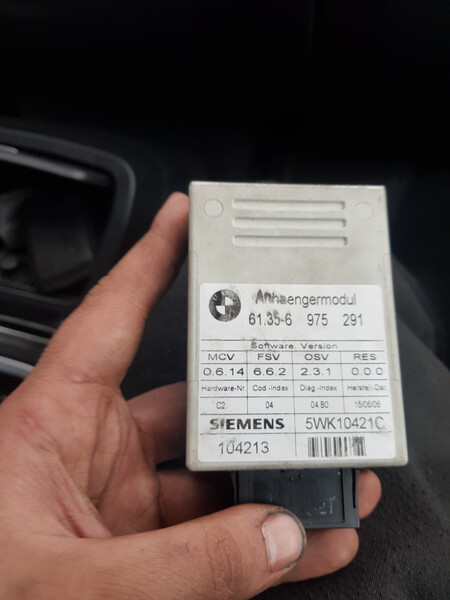 Anhaengermodul
61.35-6 975 291
Software. Version
MCV FSV OSV RES
0.6.14 6.6.2 2.3.1 0.0.0
Hardware-Nr Cod.-Index Diag.-Index Herstell-Dat.
C2 04 04.B0 15/06/06
SIEMENS 5WK10421C
104213